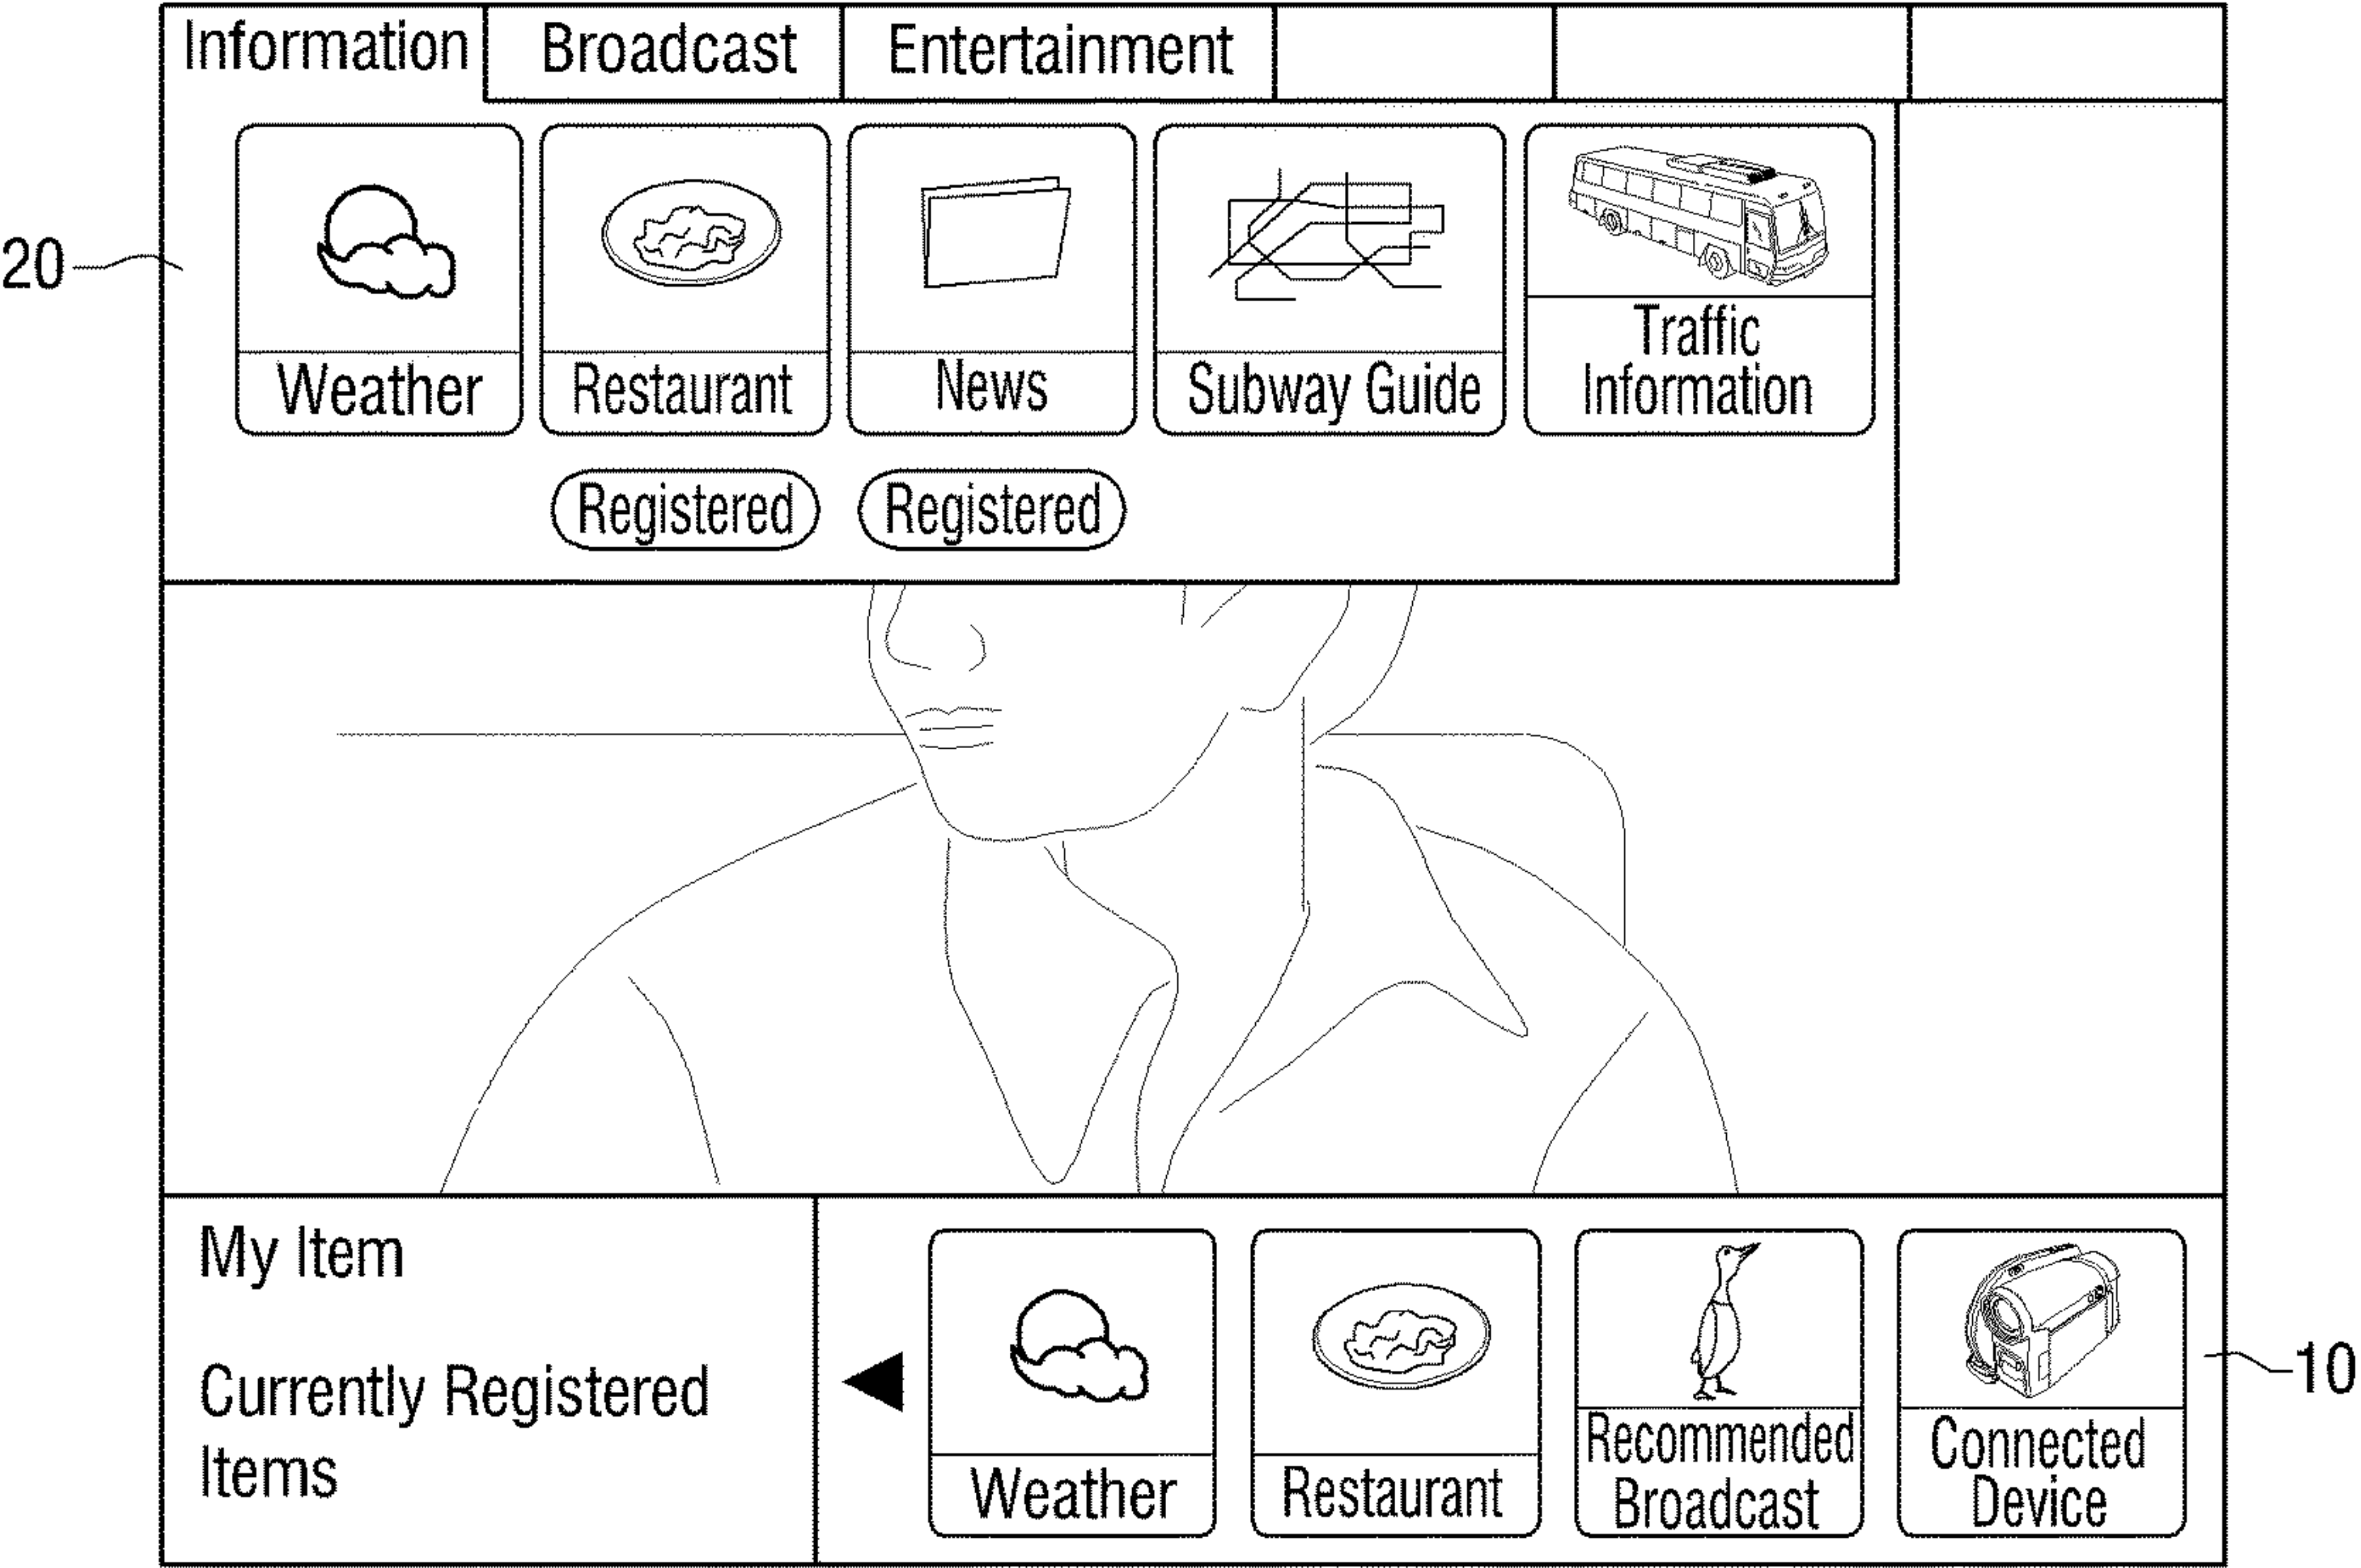 Information
Broadcast
Entertainment
20
Weather
Restaurant
News
Subway Guide
Traffic
Information
Registered
Registered
My Item
Currently Registered
Items
Weather
Restaurant
Recommended
Broadcast
Connected
Device
10